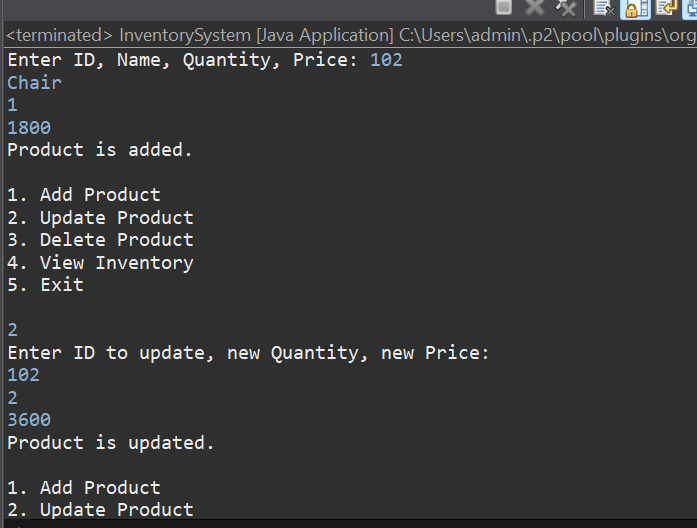 <terminated> InventorySystem [Java Application] C:\Users\admin\.p2\pool\plugins\org
Enter ID, Name, Quantity, Price: 102
Chair
1
1800
Product is added.
1. Add Product
2. Update Product
3. Delete Product
4. View Inventory
5. Exit
2
Enter ID to update, new Quantity, new Price:
102
2
3600
Product is updated.
1. Add Product
2. Update Product